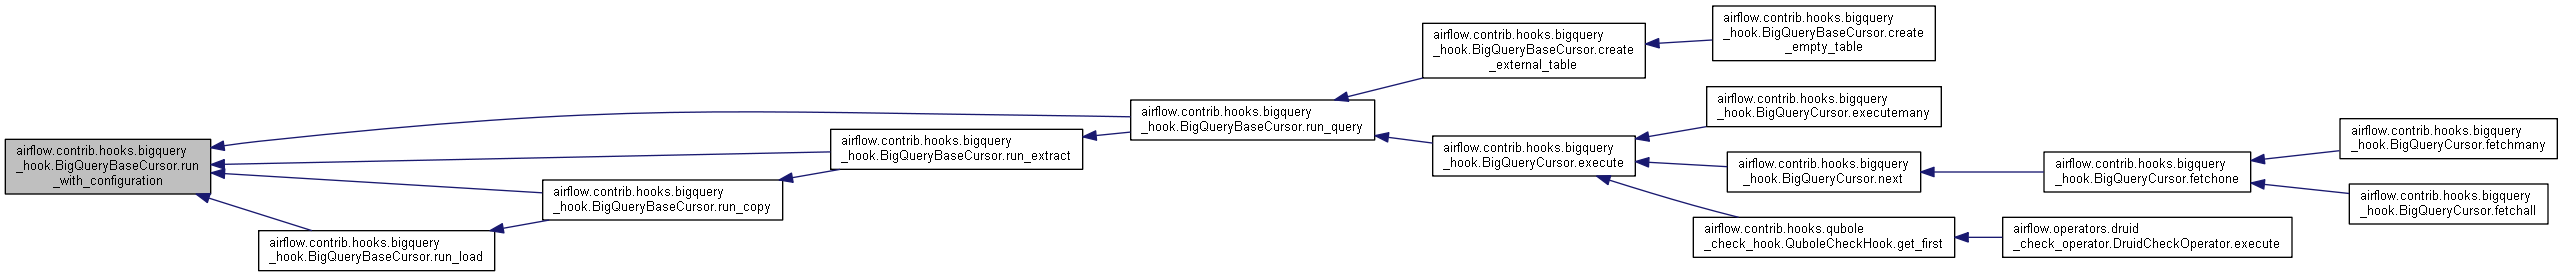 airflow.contrib.hooks.bigquery
_hook.BigQueryBaseCursor.run
_with_configuration
airflow.contrib.hooks.bigquery
_hook.BigQueryBaseCursor.run_load
airflow.contrib.hooks.bigquery
_hook.BigQueryBaseCursor.run_copy
airflow.contrib.hooks.bigquery
_hook.BigQueryBaseCursor.run_extract
airflow.contrib.hooks.bigquery
_hook.BigQueryBaseCursor.run_query
airflow.contrib.hooks.bigquery
_hook.BigQueryBaseCursor.create
_external_table
airflow.contrib.hooks.bigquery
_hook.BigQueryBaseCursor.create
_empty_table
airflow.contrib.hooks.bigquery
_hook.BigQueryCursor.execute
airflow.contrib.hooks.bigquery
_hook.BigQueryCursor.executemany
airflow.contrib.hooks.bigquery
_hook.BigQueryCursor.next
airflow.contrib.hooks.bigquery
_hook.BigQueryCursor.fetchone
airflow.contrib.hooks.bigquery
_hook.BigQueryCursor.fetchmany
airflow.contrib.hooks.bigquery
_hook.BigQueryCursor.fetchall
airflow.contrib.hooks.qubole
_check_hook.QuboleCheckHook.get_first
airflow.operators.druid
_check_operator.DruidCheckOperator.execute